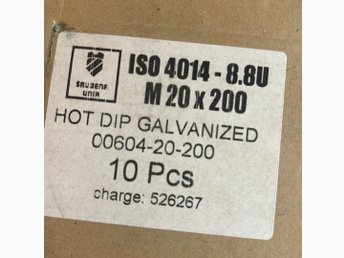 ISO 4014 - 8.8U
M 20 x 200
HOT DIP GALVANIZED
00604-20-200
10 Pcs
charge: 526267